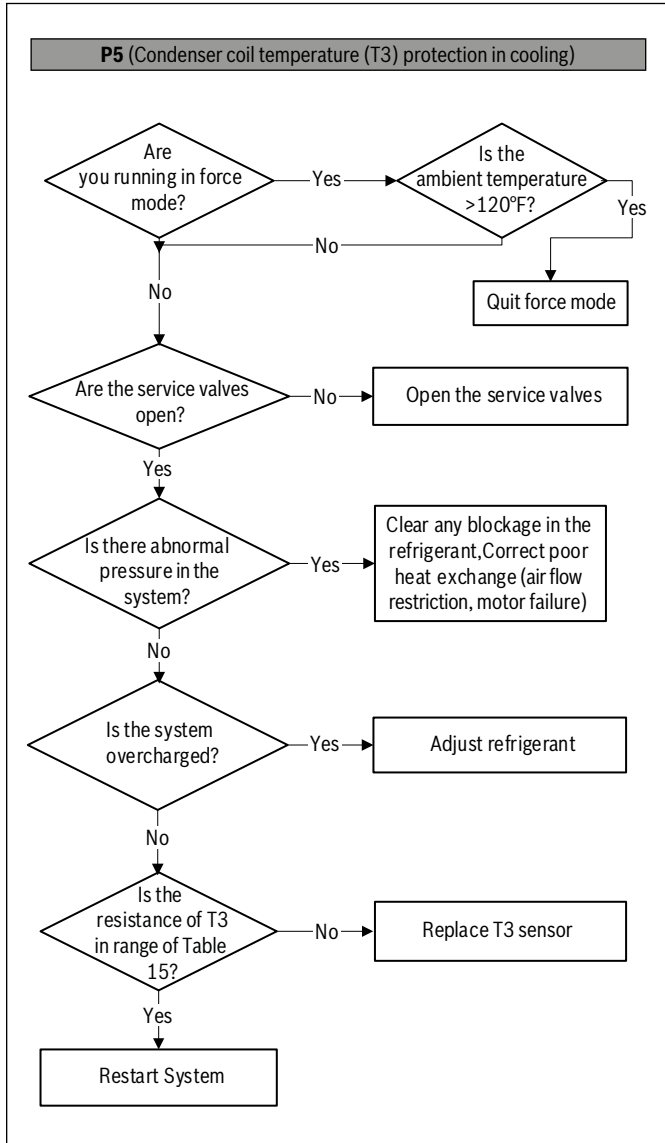 P5 (Condenser coil temperature (T3) protection in cooling)
Are
you running in force
mode?
Yes
Is the
ambient temperature
>120°F?
Yes
No
No
Quit force mode
Are the service valves
open?
No
Open the service valves
Yes
Is there abnormal
pressure in the
system?
Yes
Clear any blockage in the
refrigerant,Correct poor
heat exchange (air flow
restriction, motor failure)
No
Is the system
overcharged?
Yes
Adjust refrigerant
No
Is the
resistance of T3
in range of Table
15?
No
Replace T3 sensor
Yes
Restart System